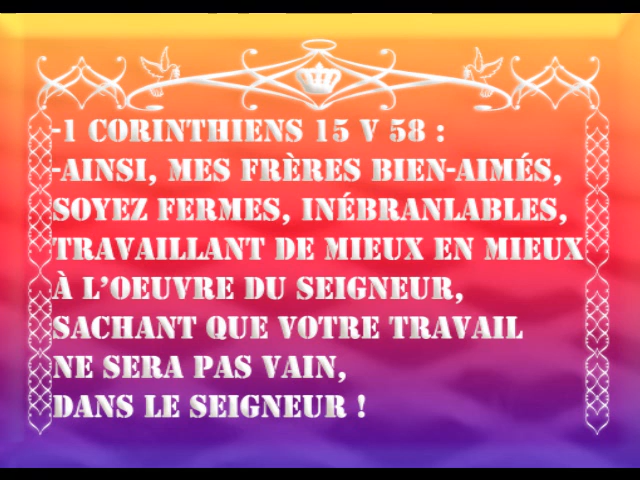 -1 CORINTHIENS 15 V 58 :
-AINSI, MES FRÈRES BIEN-AIMÉS,
SOYEZ FERMES, INÉBRANLABLES,
TRAVAILLANT DE MIEUX EN MIEUX
À L'OEUVRE DU SEIGNEUR,
SACHANT QUE VOTRE TRAVAIL
NE SERA PAS VAIN,
DANS LE SEIGNEUR !